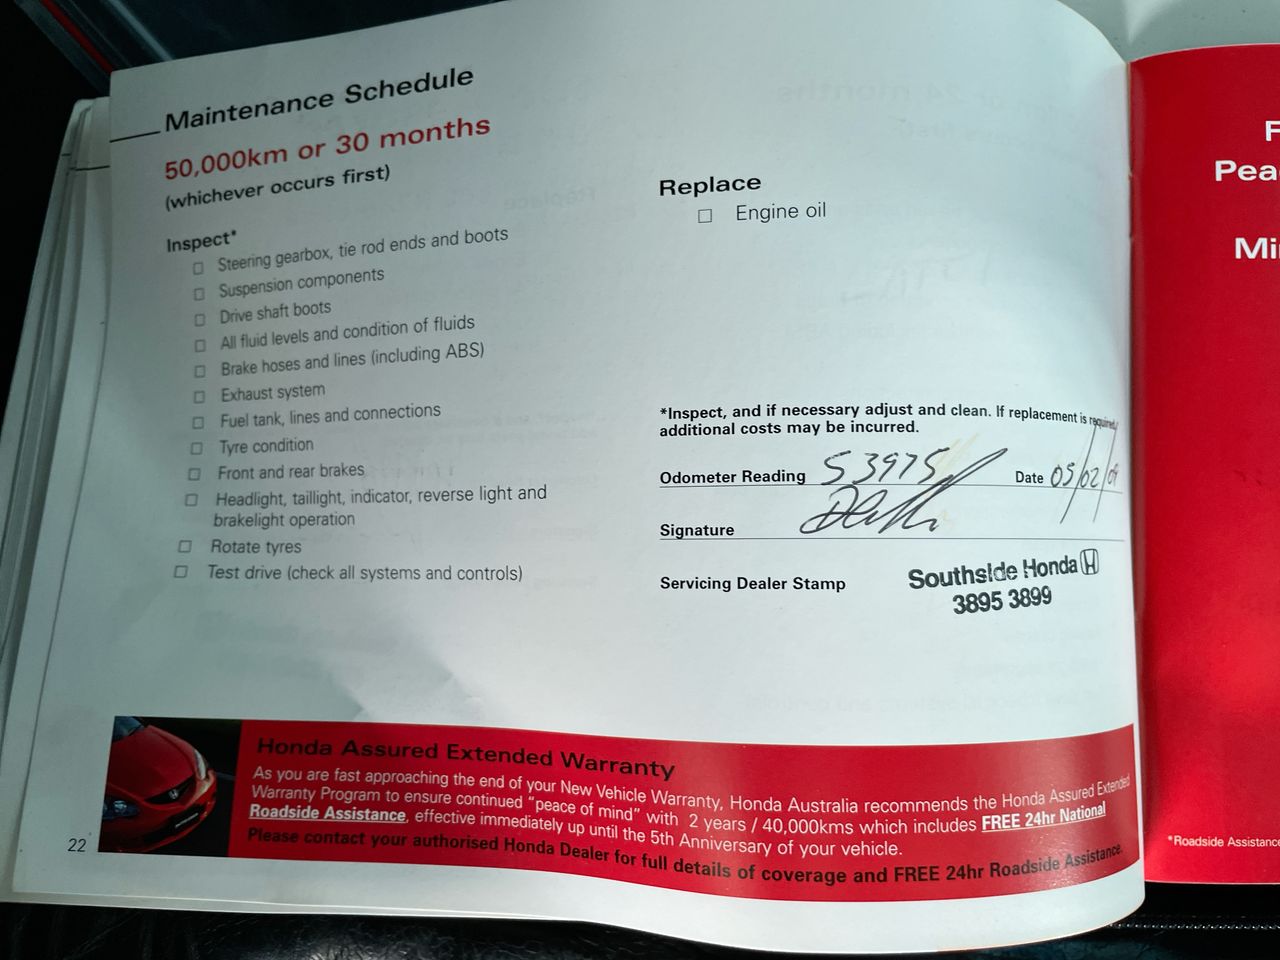 Maintenance Schedule
50,000km or 30 months
(whichever occurs first)
Inspect*
Steering gearbox, tie rod ends and boots
Suspension components
Drive shaft boots
All fluid levels and condition of fluids
Brake hoses and lines (including ABS)
Exhaust system
Fuel tank, lines and connections
Tyre condition
Front and rear brakes
Headlight, taillight, indicator, reverse light and
brakelight operation
Rotate tyres
Test drive (check all systems and controls)
Replace
Engine oil
*Inspect, and if necessary adjust and clean. If replacement is required,
additional costs may be incurred.
Odometer Reading 53975 Date 05/02/09
Signature
Servicing Dealer Stamp
Southside Honda
3895 3899
Honda Assured Extended Warranty
As you are fast approaching the end of your New Vehicle Warranty, Honda Australia recommends the Honda Assured Extended
Warranty Program to ensure continued "peace of mind" with 2 years / 40,000kms which includes FREE 24hr National
Roadside Assistance, effective immediately up until the 5th Anniversary of your vehicle.
Please contact your authorised Honda Dealer for full details of coverage and FREE 24hr Roadside Assistance.
22
*Roadside Assistance